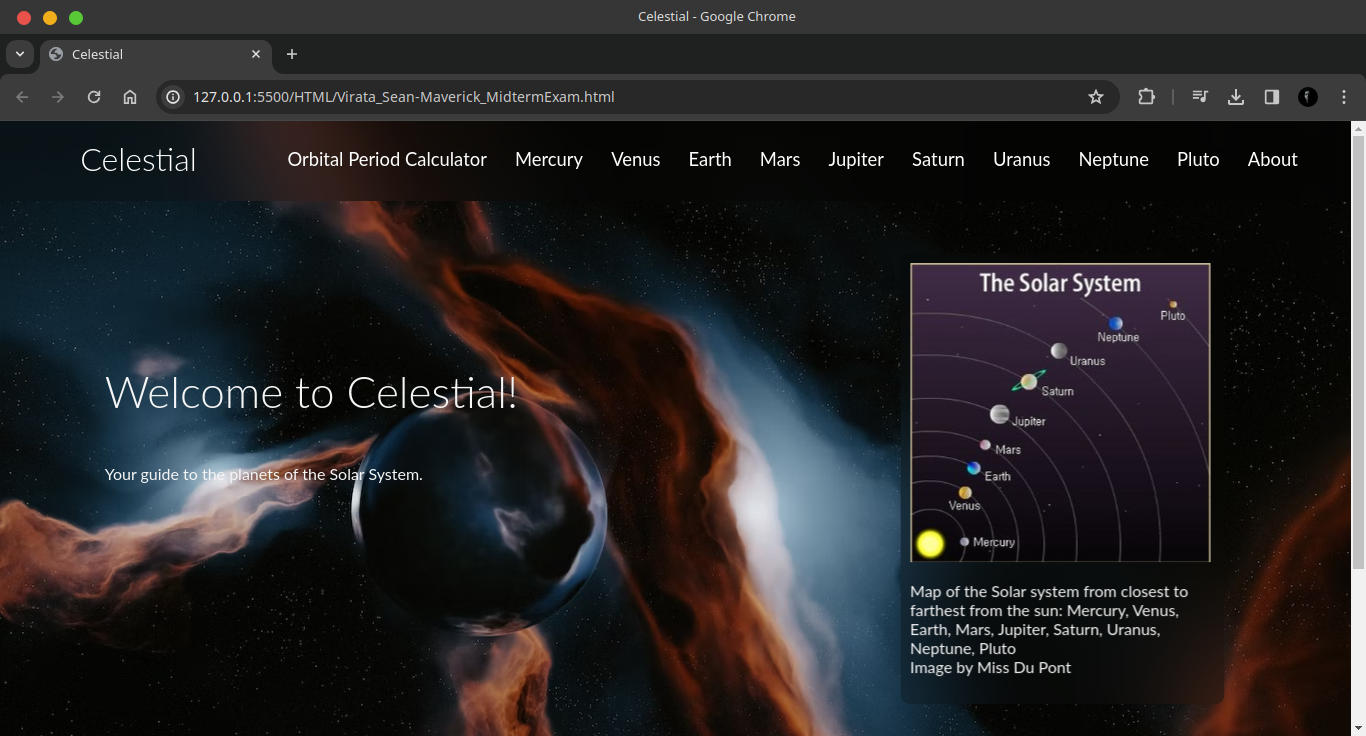 Celestial - Google Chrome
Celestial
127.0.0.1:5500/HTML/Virata_Sean-Maverick_MidtermExam.html
Celestial Orbital Period Calculator Mercury Venus Earth Mars Jupiter Saturn Uranus Neptune Pluto About
Welcome to Celestial!
Your guide to the planets of the Solar System.
The Solar System
Pluto
Neptune
Uranus
Saturn
Jupiter
Mars
Earth
Venus
Mercury
Map of the Solar system from closest to
farthest from the sun: Mercury, Venus,
Earth, Mars, Jupiter, Saturn, Uranus,
Neptune, Pluto
Image by Miss Du Pont